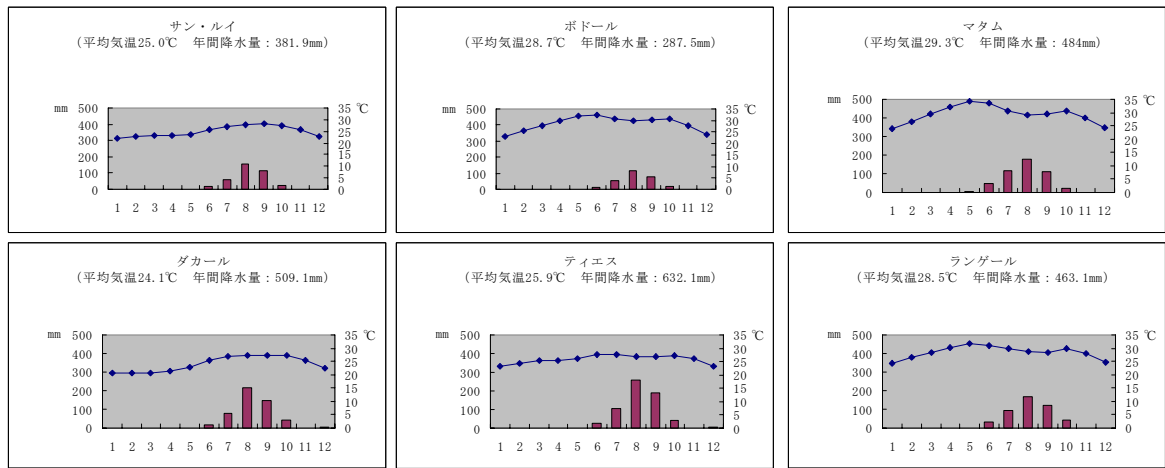 サン・ルイ
(平均気温25.0℃ 年間降水量：381.9mm)
mm 500 400 300 200 100 0
35 ℃ 30 25 20 15 10 5 0
1 2 3 4 5 6 7 8 9 10 11 12
ボドール
(平均気温28.7℃ 年間降水量：287.5mm)
mm 500 400 300 200 100 0
35 ℃ 30 25 20 15 10 5 0
1 2 3 4 5 6 7 8 9 10 11 12
マタム
(平均気温29.3℃ 年間降水量：484mm)
mm 500 400 300 200 100 0
35 ℃ 30 25 20 15 10 5 0
1 2 3 4 5 6 7 8 9 10 11 12
ダカール
(平均気温24.1℃ 年間降水量：509.1mm)
mm 500 400 300 200 100 0
35 ℃ 30 25 20 15 10 5 0
1 2 3 4 5 6 7 8 9 10 11 12
ティエス
(平均気温25.9℃ 年間降水量：632.1mm)
mm 500 400 300 200 100 0
35 ℃ 30 25 20 15 10 5 0
1 2 3 4 5 6 7 8 9 10 11 12
ランゲール
(平均気温28.5℃ 年間降水量：463.1mm)
mm 500 400 300 200 100 0
35 ℃ 30 25 20 15 10 5 0
1 2 3 4 5 6 7 8 9 10 11 12